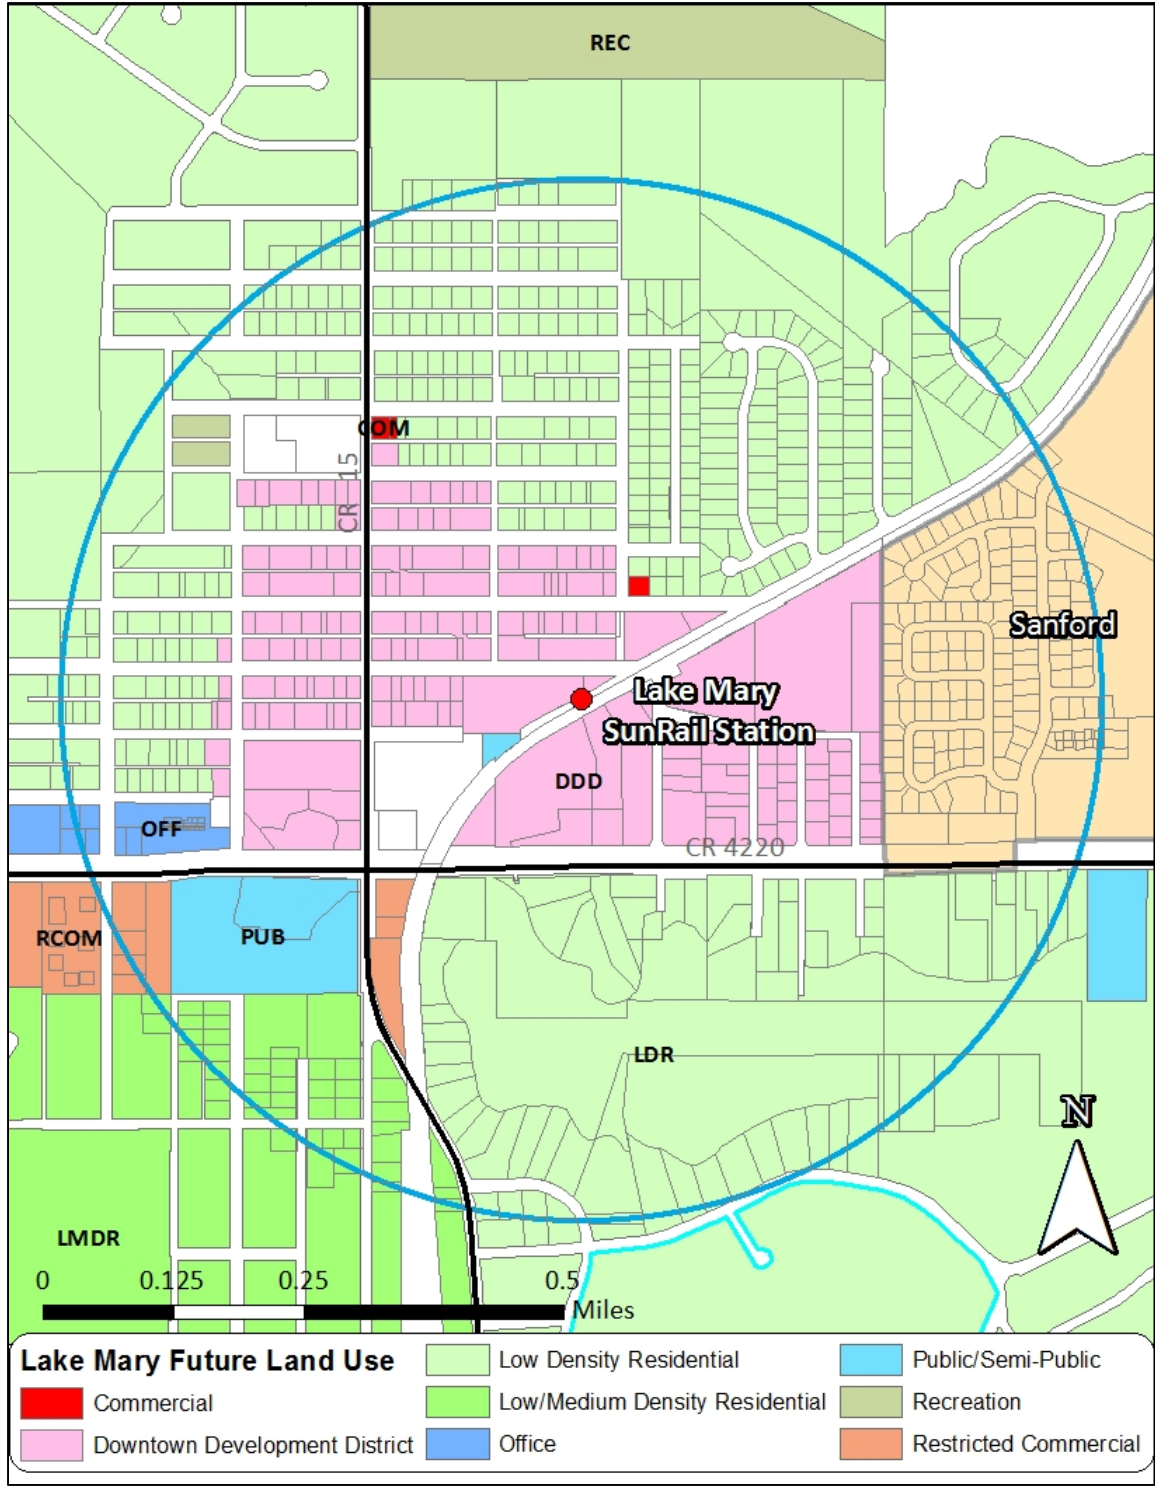 REC
COM
CR 15
Sanford
Lake Mary
SunRail Station
DDD
OFF
CR 4220
RCOM
PUB
LDR
N
LMDR
0 0.125 0.25 0.5
Miles
Lake Mary Future Land Use
Commercial
Downtown Development District
Low Density Residential
Low/Medium Density Residential
Office
Public/Semi-Public
Recreation
Restricted Commercial